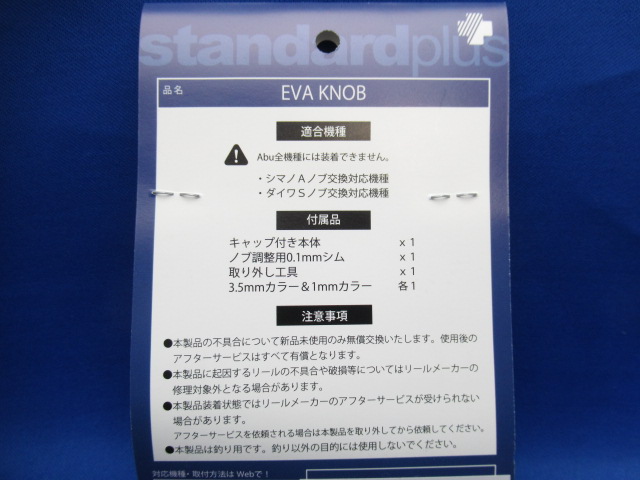 standardplus
品名
EVA KNOB
適合機種
Abu全機種には装着できません。
・シマノAノブ交換対応機種
・ダイワSノブ交換対応機種
付属品
キャップ付き本体 x 1
ノブ調整用0.1mmシム x 1
取り外し工具 x 1
3.5mmカラー＆1mmカラー 各1
注意事項
●本製品の不具合について新品未使用のみ無償交換いたします。使用後の
アフターサービスはすべて有償となります。
●本製品に起因するリールの不具合や破損等についてはリールメーカーの
修理対象外となる場合があります。
●本製品装着状態ではリールメーカーのアフターサービスが受けられない
場合があります。
アフターサービスを依頼される場合は本製品を取り外してから依頼してください。
●本製品は釣り用です。釣り以外の目的には使用しないでください。
対応機種・取付方法は Webで！